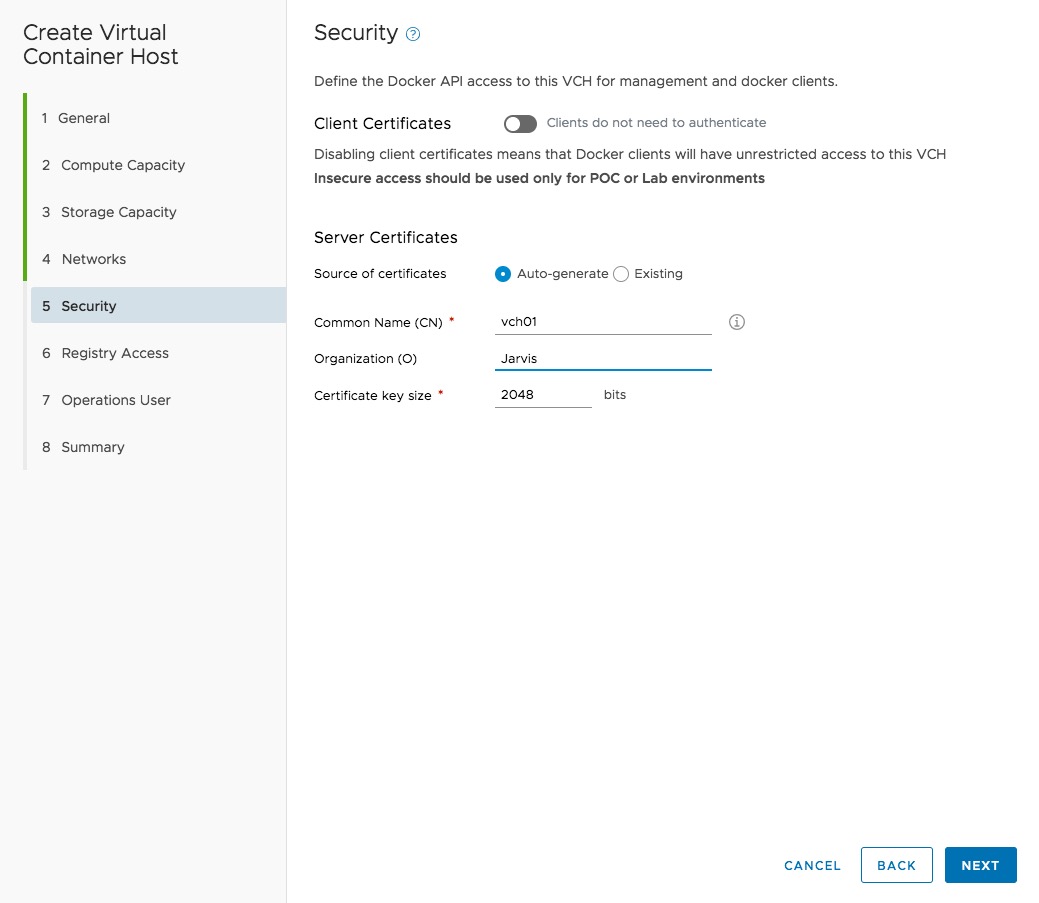 Create Virtual
Container Host
1 General
2 Compute Capacity
3 Storage Capacity
4 Networks
5 Security
6 Registry Access
7 Operations User
8 Summary
Security ?
Define the Docker API access to this VCH for management and docker clients.
Client Certificates Clients do not need to authenticate
Disabling client certificates means that Docker clients will have unrestricted access to this VCH
Insecure access should be used only for POC or Lab environments
Server Certificates
Source of certificates Auto-generate Existing
Common Name (CN) * vch01
Organization (O) Jarvis
Certificate key size * 2048 bits
CANCEL BACK NEXT